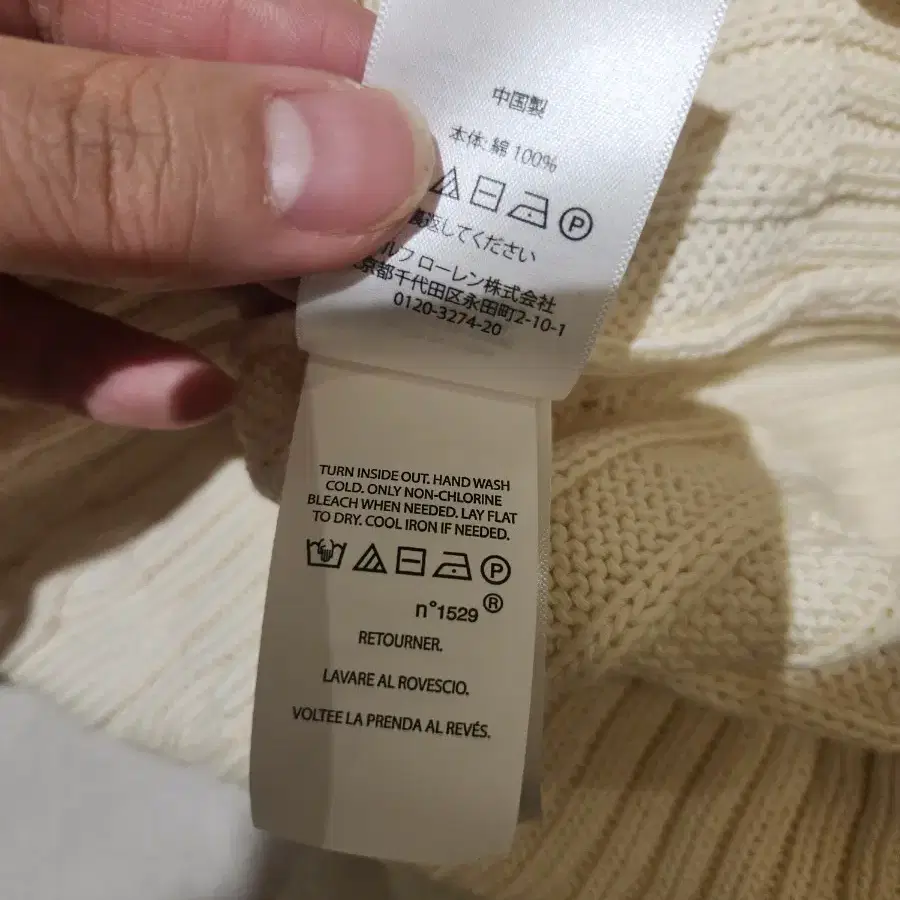 中国製
本体: 綿 100%
P
返してください
ルフ ローレン株式会社
京都千代田区永田町2-10-1
0120-3274-20
TURN INSIDE OUT. HAND WASH
COLD. ONLY NON-CHLORINE
BLEACH WHEN NEEDED. LAY FLAT
TO DRY. COOL IRON IF NEEDED.
P
n°1529 ®
RETOURNER.
LAVARE AL ROVESCIO.
VOLTEE LA PRENDA AL REVÉS.